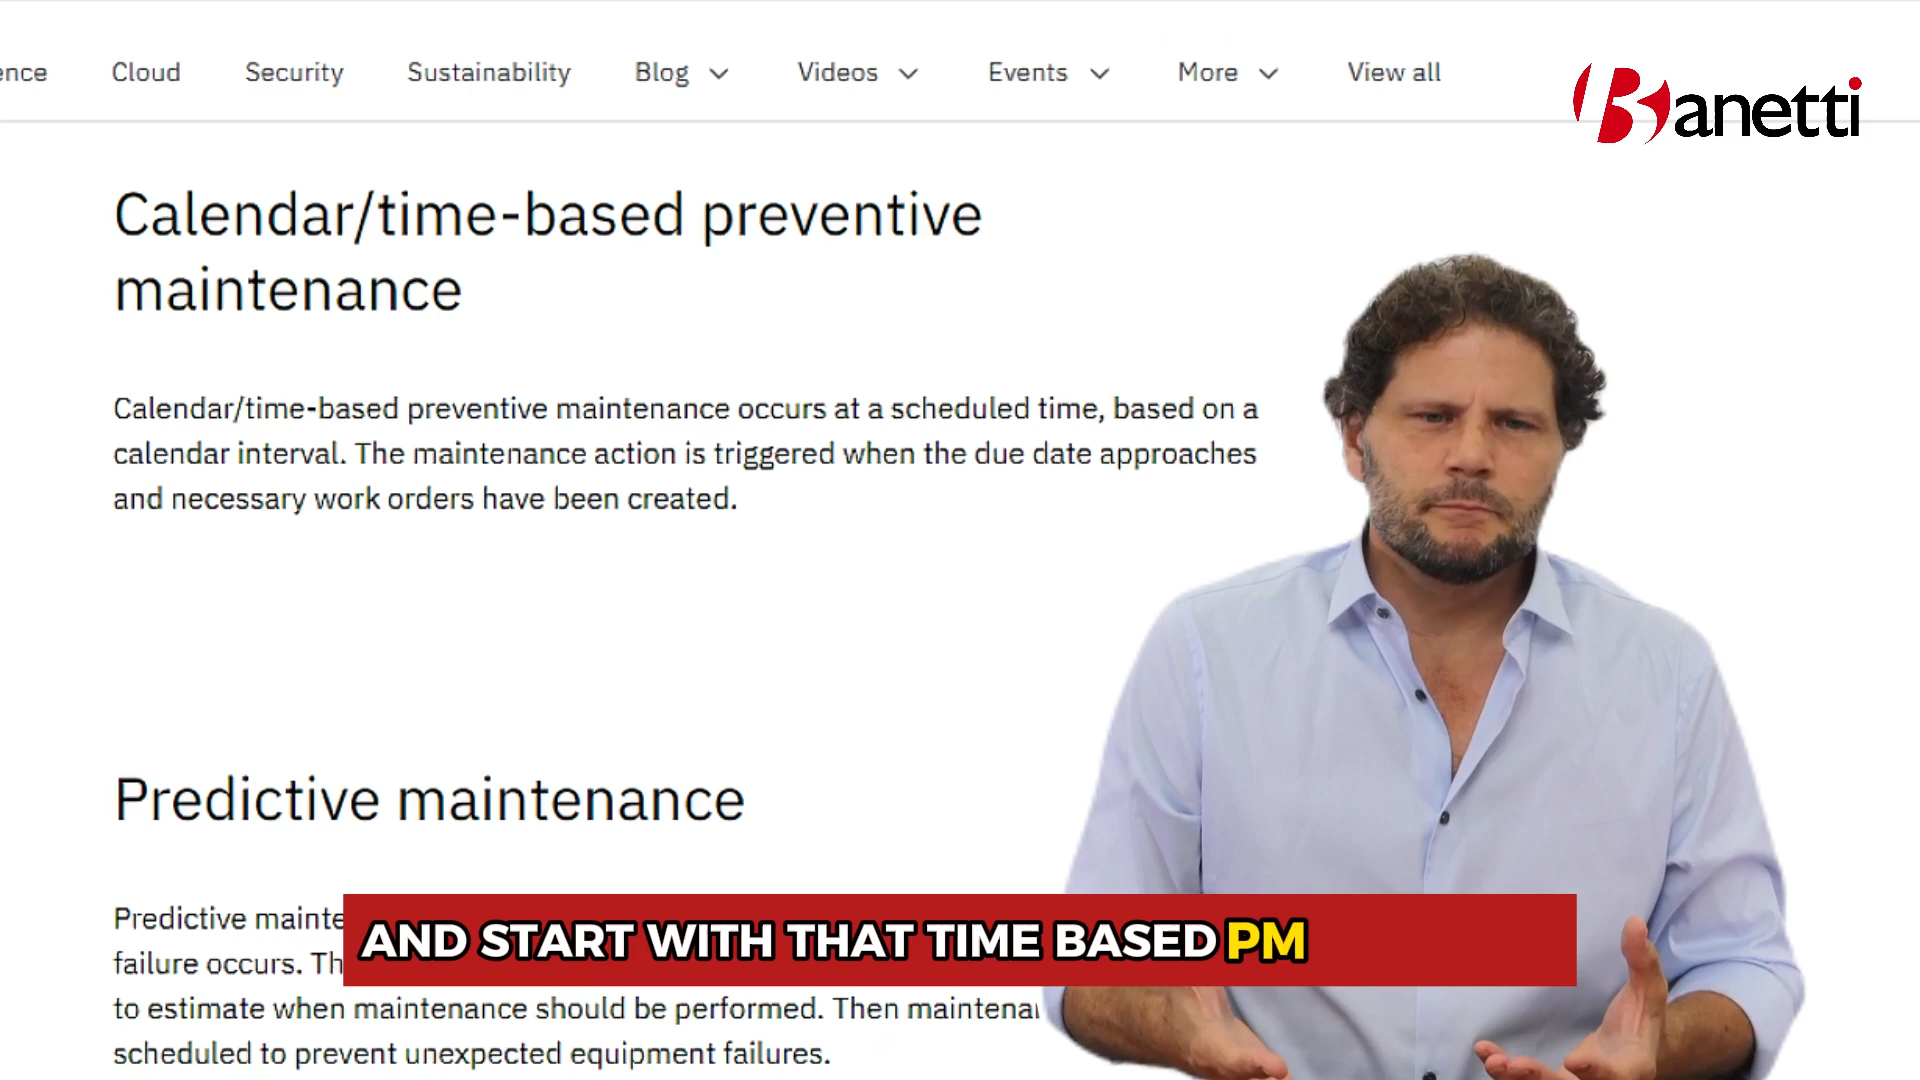 ence Cloud Security Sustainability Blog Videos Events More View all
Banetti
Calendar/time-based preventive
maintenance
Calendar/time-based preventive maintenance occurs at a scheduled time, based on a
calendar interval. The maintenance action is triggered when the due date approaches
and necessary work orders have been created.
Predictive maintenance
Predictive mainte
failure occurs. Th
AND START WITH THAT TIME BASED PM
to estimate when maintenance should be performed. Then maintena
scheduled to prevent unexpected equipment failures.